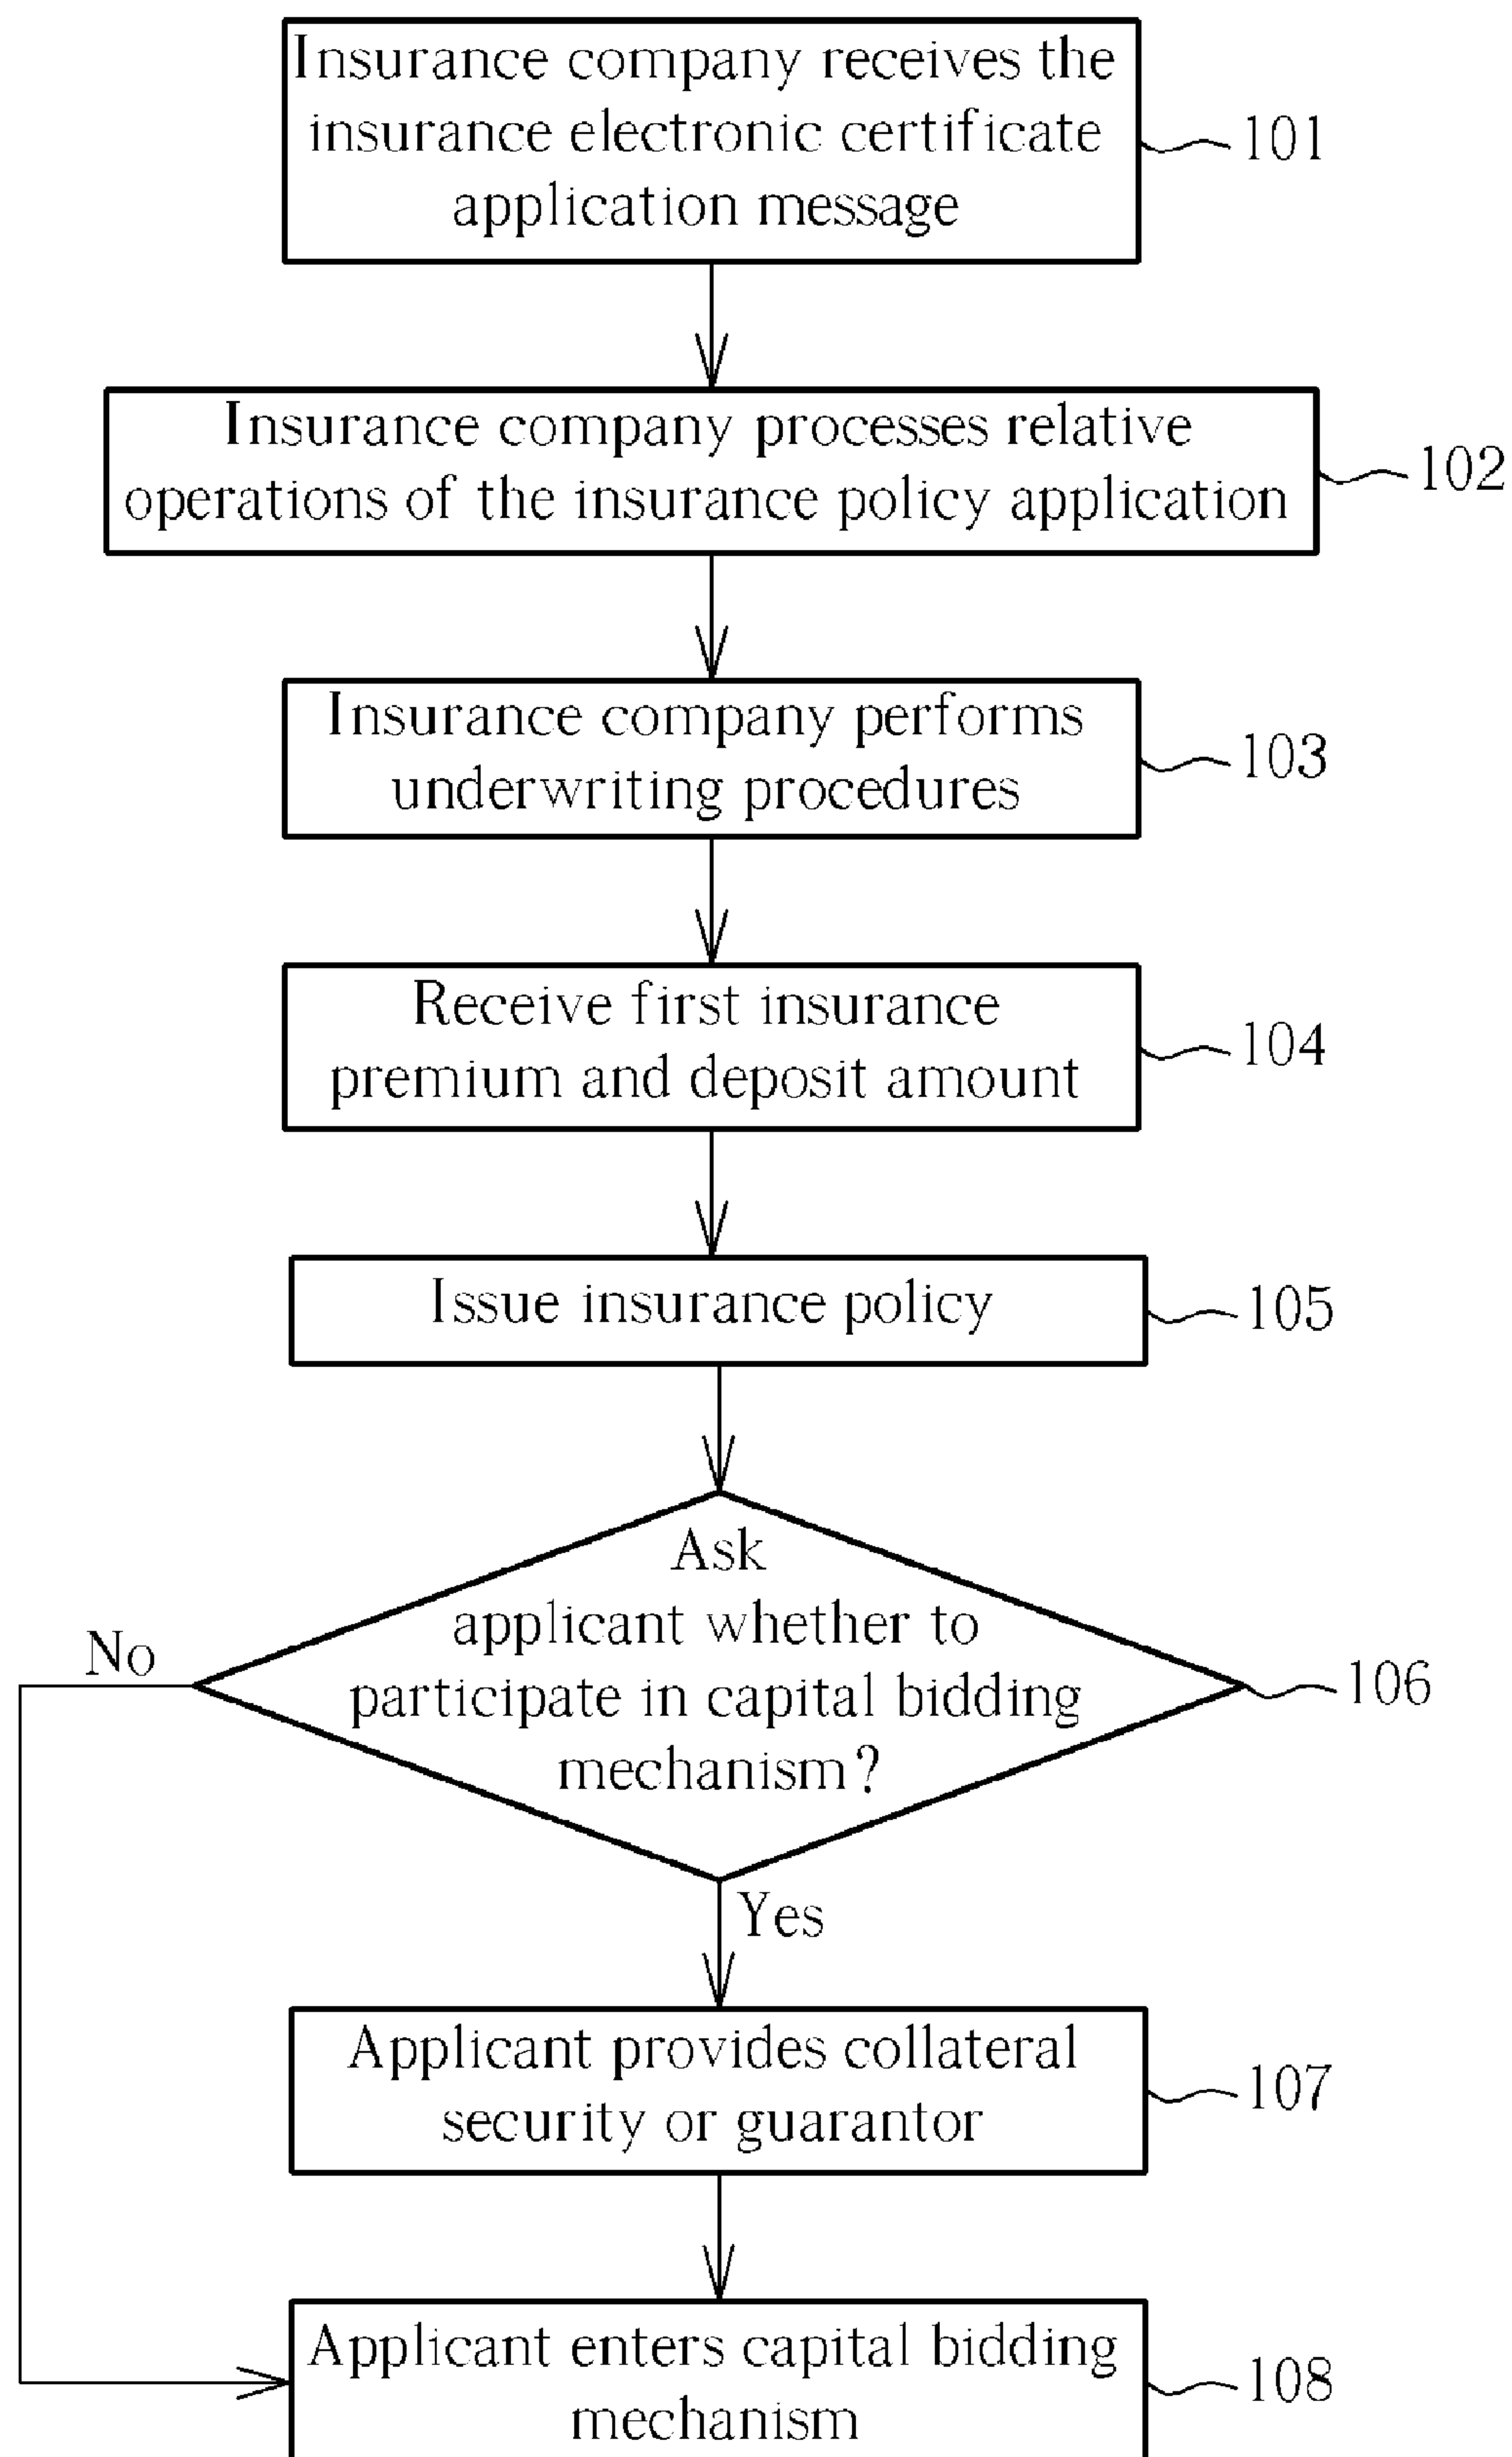 Insurance company receives the
insurance electronic certificate
application message
101
Insurance company processes relative
operations of the insurance policy application
102
Insurance company performs
underwriting procedures
103
Receive first insurance
premium and deposit amount
104
Issue insurance policy
105
Ask
applicant whether to
participate in capital bidding
mechanism?
106
No
Yes
Applicant provides collateral
security or guarantor
107
Applicant enters capital bidding
mechanism
108